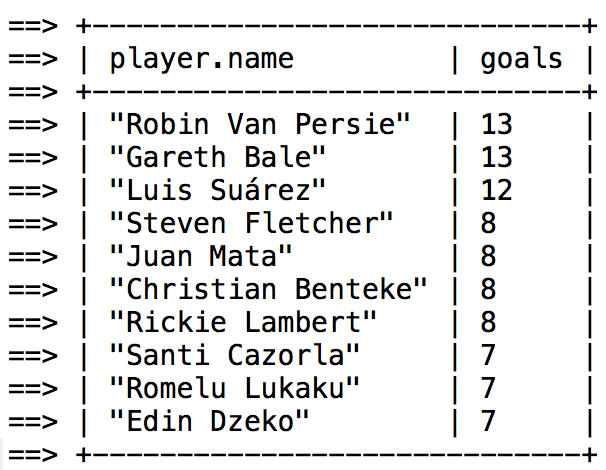 ==> +-----------------------------+
==> | player.name         | goals |
==> +-----------------------------+
==> | "Robin Van Persie"  | 13    |
==> | "Gareth Bale"       | 13    |
==> | "Luis Suárez"       | 12    |
==> | "Steven Fletcher"   | 8     |
==> | "Juan Mata"         | 8     |
==> | "Christian Benteke" | 8     |
==> | "Rickie Lambert"    | 8     |
==> | "Santi Cazorla"     | 7     |
==> | "Romelu Lukaku"     | 7     |
==> | "Edin Dzeko"        | 7     |
==> +-----------------------------+